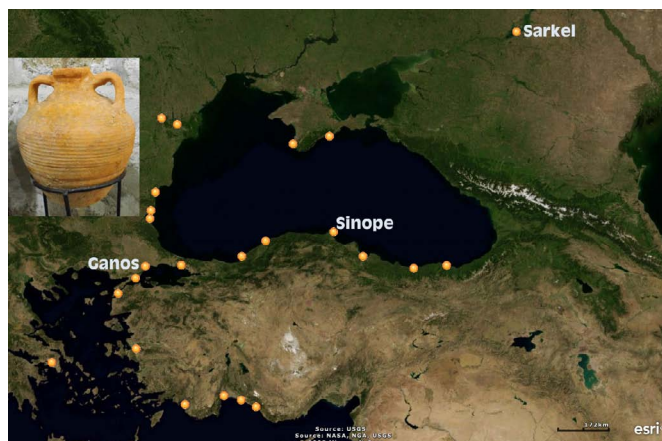 Sarkel
Sinope
Ganos
Source: USGS
Source: NASA, NGA, USGS
esri